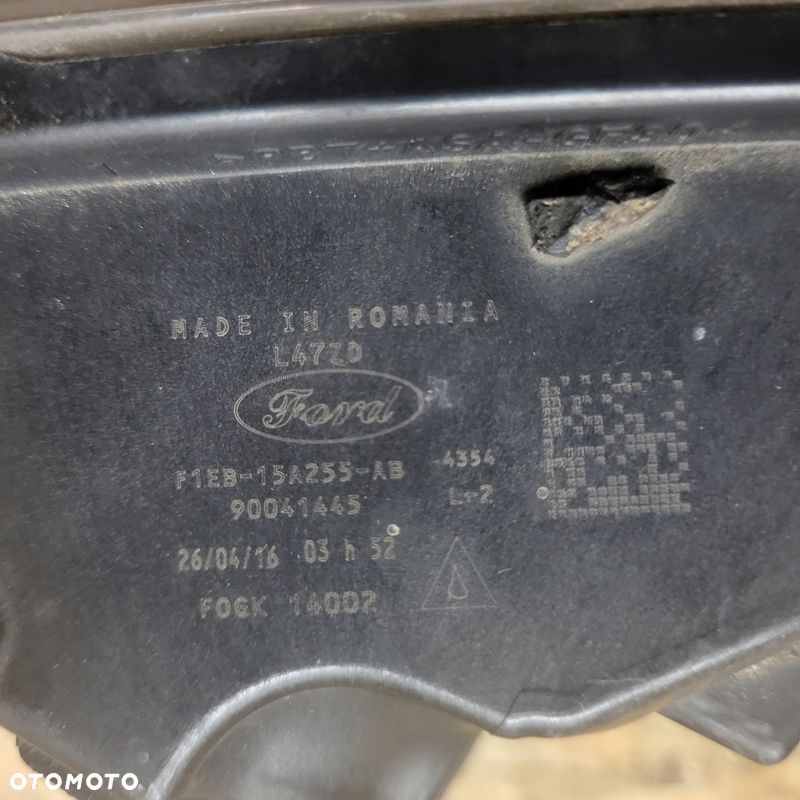 MADE IN ROMANIA
L47ZD
Ford
F1EB-15A255-AB 4354
90041445 L-2
26/04/16 03 h 52
FOGK 14002
OTOMOTO